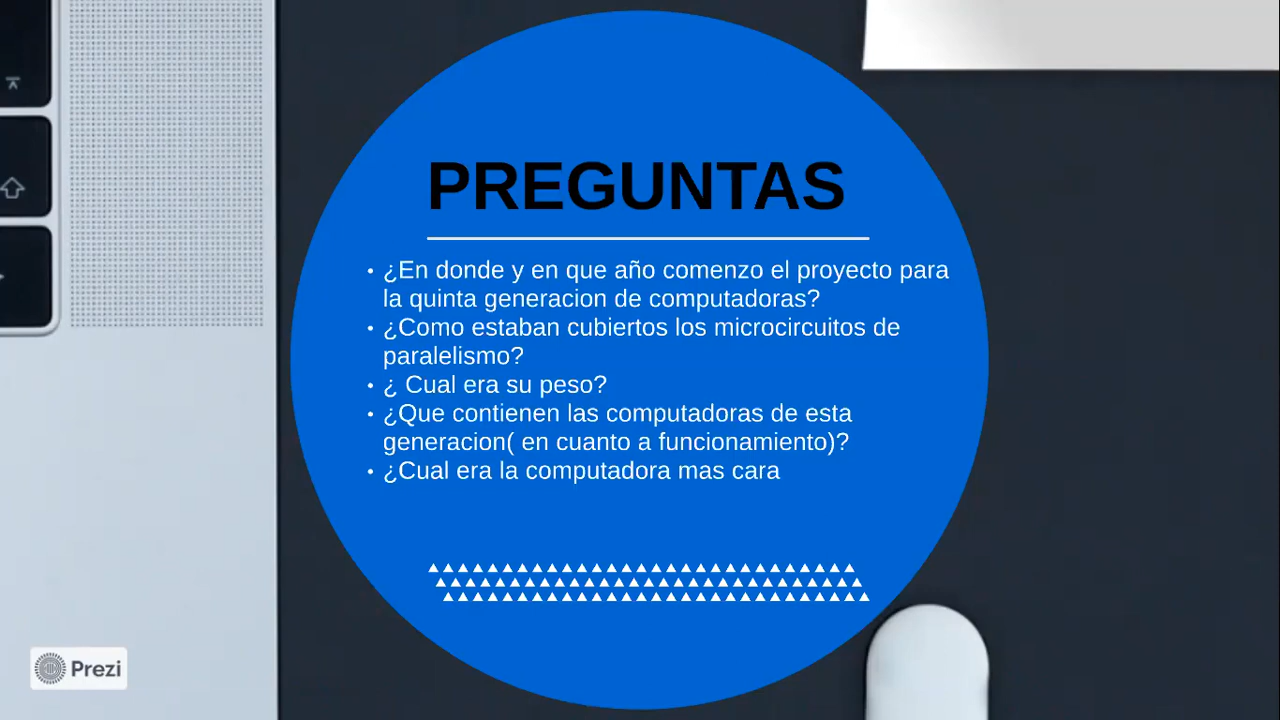 PREGUNTAS
• ¿En donde y en que año comenzo el proyecto para
la quinta generacion de computadoras?
• ¿Como estaban cubiertos los microcircuitos de
paralelismo?
• ¿ Cual era su peso?
• ¿Que contienen las computadoras de esta
generacion( en cuanto a funcionamiento)?
• ¿Cual era la computadora mas cara
Prezi